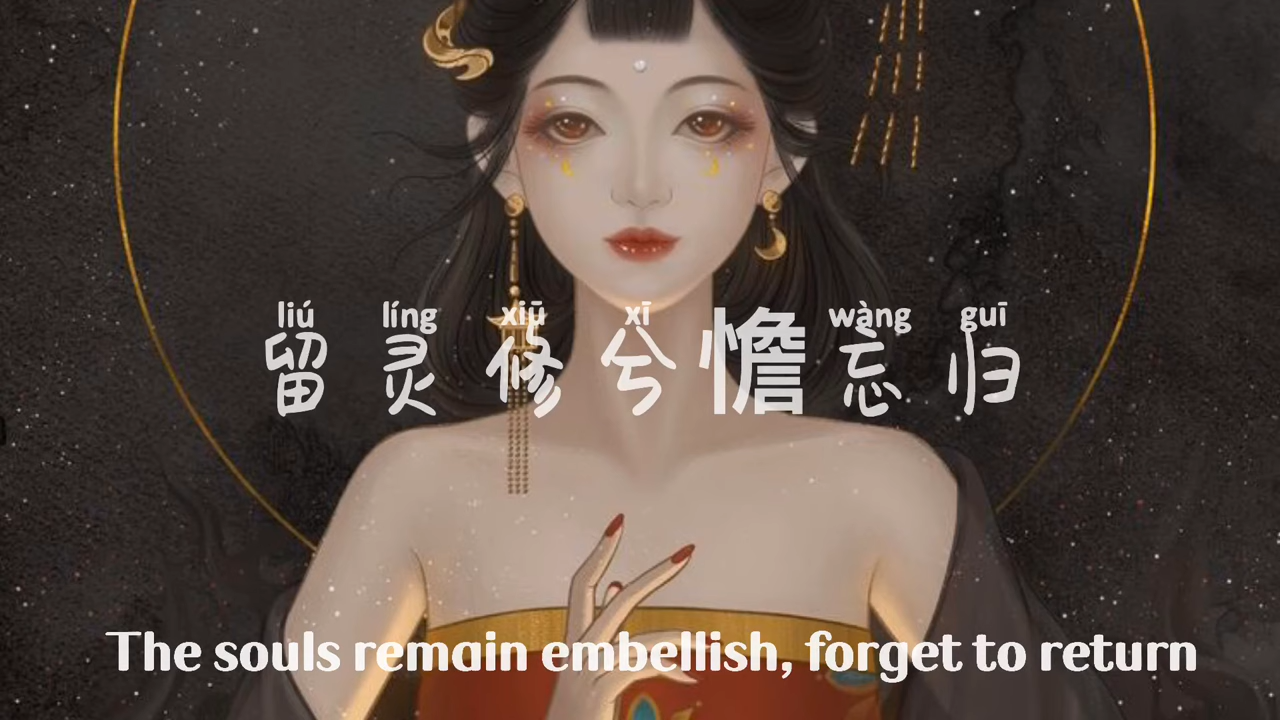 liú líng xiū xī wàng guī
留灵修兮憺忘归
The souls remain embellish, forget to return